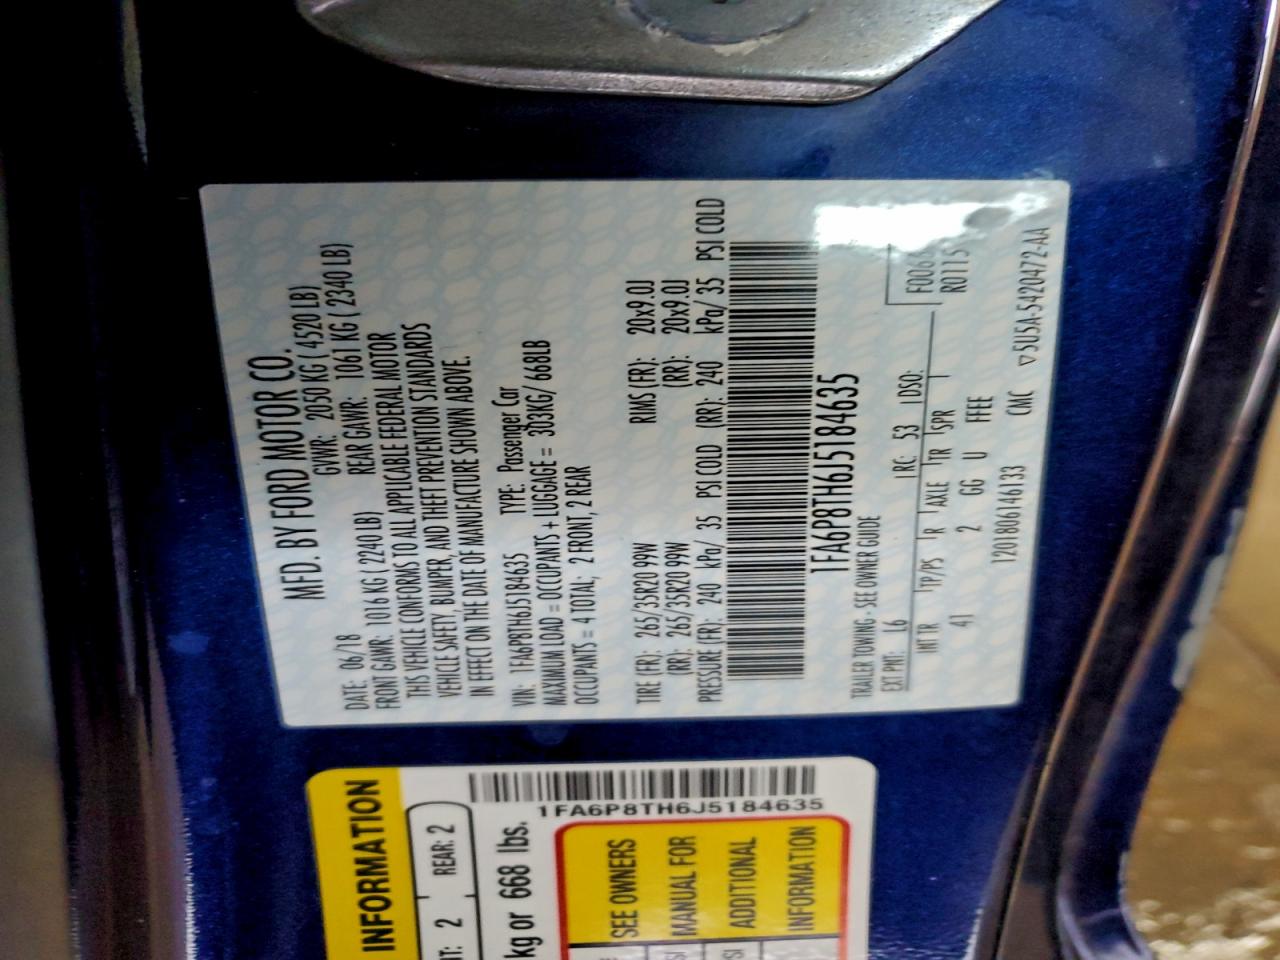 MFD. BY FORD MOTOR CO.
DATE: 06/18 GVWR: 2050 KG ( 4520 LB)
FRONT GAWR: 1016 KG ( 2240 LB) REAR GAWR: 1061 KG ( 2340 LB)
THIS VEHICLE CONFORMS TO ALL APPLICABLE FEDERAL MOTOR
VEHICLE SAFETY, BUMPER, AND THEFT PREVENTION STANDARDS
IN EFFECT ON THE DATE OF MANUFACTURE SHOWN ABOVE.
VIN: 1FA6P8TH6J5184635 TYPE: Passenger Car
MAXIMUM LOAD = OCCUPANTS + LUGGAGE = 303KG/ 668LB
OCCUPANTS = 4 TOTAL; 2 FRONT, 2 REAR
TIRE (FR): 265/35R20 99W RIMS (FR): 20x9.0J
(RR): 265/35R20 99W (RR): 20x9.0J
PRESSURE (FR): 240 kPa/ 35 PSI COLD (RR): 240 kPa/ 35 PSI COLD
1FA6P8TH6J5184635
TRAILER TOWING - SEE OWNER GUIDE
EXT PNT: L6 RC: 53 DSO:
INT TR TP/PS R AXLE TR SPR
41 2 GG U FFEE
R0115
1201806146133 CMC ▽5U5A-5420472-AA
INFORMATION
2 REAR: 2
kg or 668 lbs.
1FA6P8TH6J5184635
SEE OWNERS
MANUAL FOR
ADDITIONAL
INFORMATION